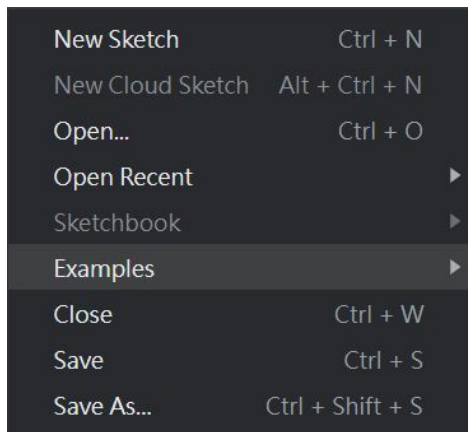 New Sketch Ctrl + N
New Cloud Sketch Alt + Ctrl + N
Open... Ctrl + O
Open Recent
Sketchbook
Examples
Close Ctrl + W
Save Ctrl + S
Save As... Ctrl + Shift + S